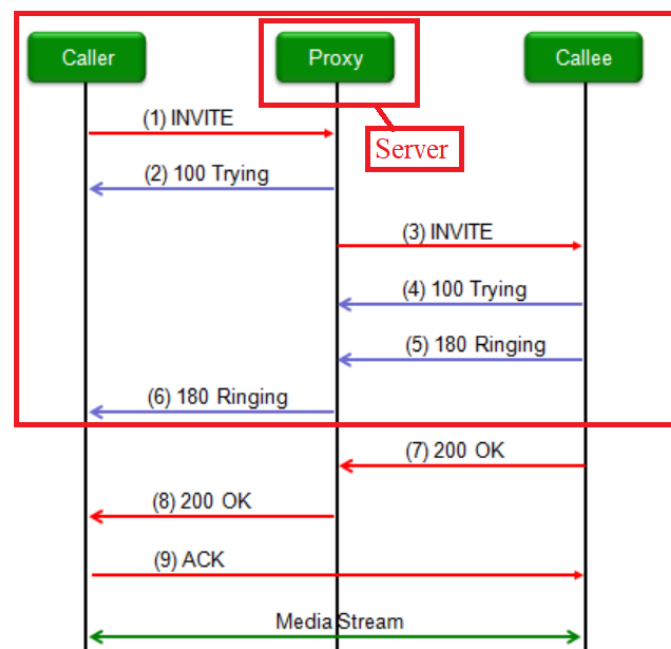 Caller
Proxy
Callee
Server
(1) INVITE
(2) 100 Trying
(3) INVITE
(4) 100 Trying
(5) 180 Ringing
(6) 180 Ringing
(7) 200 OK
(8) 200 OK
(9) ACK
Media Stream